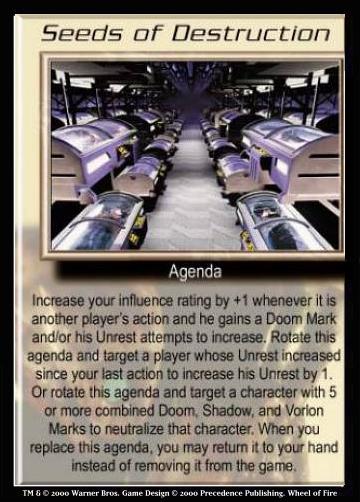 Seeds of Destruction
Agenda
Increase your influence rating by +1 whenever it is
another player's action and he gains a Doom Mark
and/or his Unrest attempts to increase. Rotate this
agenda and target a player whose Unrest increased
since your last action to increase his Unrest by 1.
Or rotate this agenda and target a character with 5
or more combined Doom, Shadow, and Vorlon
Marks to neutralize that character. When you
replace this agenda, you may return it to your hand
instead of removing it from the game.
TM & © 2000 Warner Bros. Game Design © 2000 Precedence Publishing. Wheel of Fire